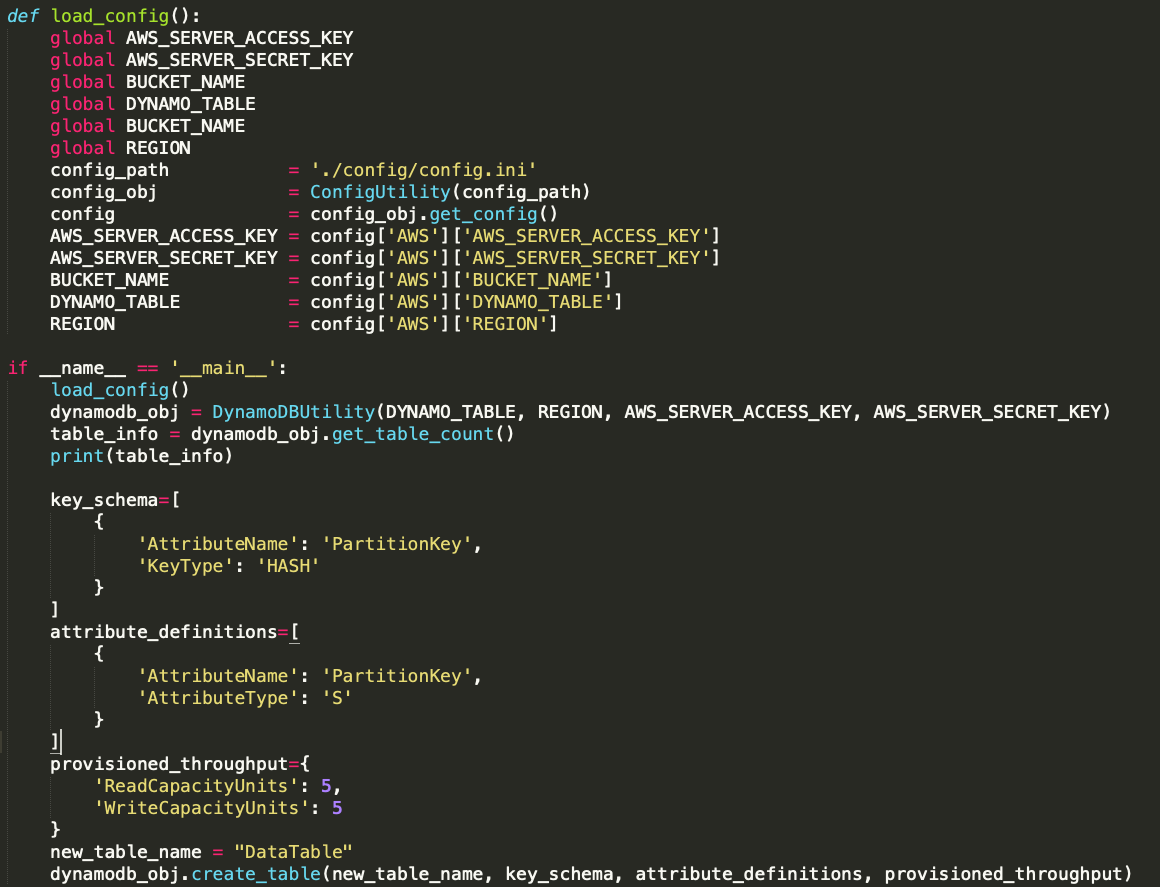 def load_config():
    global AWS_SERVER_ACCESS_KEY
    global AWS_SERVER_SECRET_KEY
    global BUCKET_NAME
    global DYNAMO_TABLE
    global BUCKET_NAME
    global REGION
    config_path           = './config/config.ini'
    config_obj            = ConfigUtility(config_path)
    config                = config_obj.get_config()
    AWS_SERVER_ACCESS_KEY = config['AWS']['AWS_SERVER_ACCESS_KEY']
    AWS_SERVER_SECRET_KEY = config['AWS']['AWS_SERVER_SECRET_KEY']
    BUCKET_NAME           = config['AWS']['BUCKET_NAME']
    DYNAMO_TABLE          = config['AWS']['DYNAMO_TABLE']
    REGION                = config['AWS']['REGION']

if __name__ == '__main__':
    load_config()
    dynamodb_obj = DynamoDBUtility(DYNAMO_TABLE, REGION, AWS_SERVER_ACCESS_KEY, AWS_SERVER_SECRET_KEY)
    table_info = dynamodb_obj.get_table_count()
    print(table_info)

    key_schema=[
        {
            'AttributeName': 'PartitionKey',
            'KeyType': 'HASH'
        }
    ]
    attribute_definitions=[
        {
            'AttributeName': 'PartitionKey',
            'AttributeType': 'S'
        }
    ]
    provisioned_throughput={
        'ReadCapacityUnits': 5,
        'WriteCapacityUnits': 5
    }
    new_table_name = "DataTable"
    dynamodb_obj.create_table(new_table_name, key_schema, attribute_definitions, provisioned_throughput)